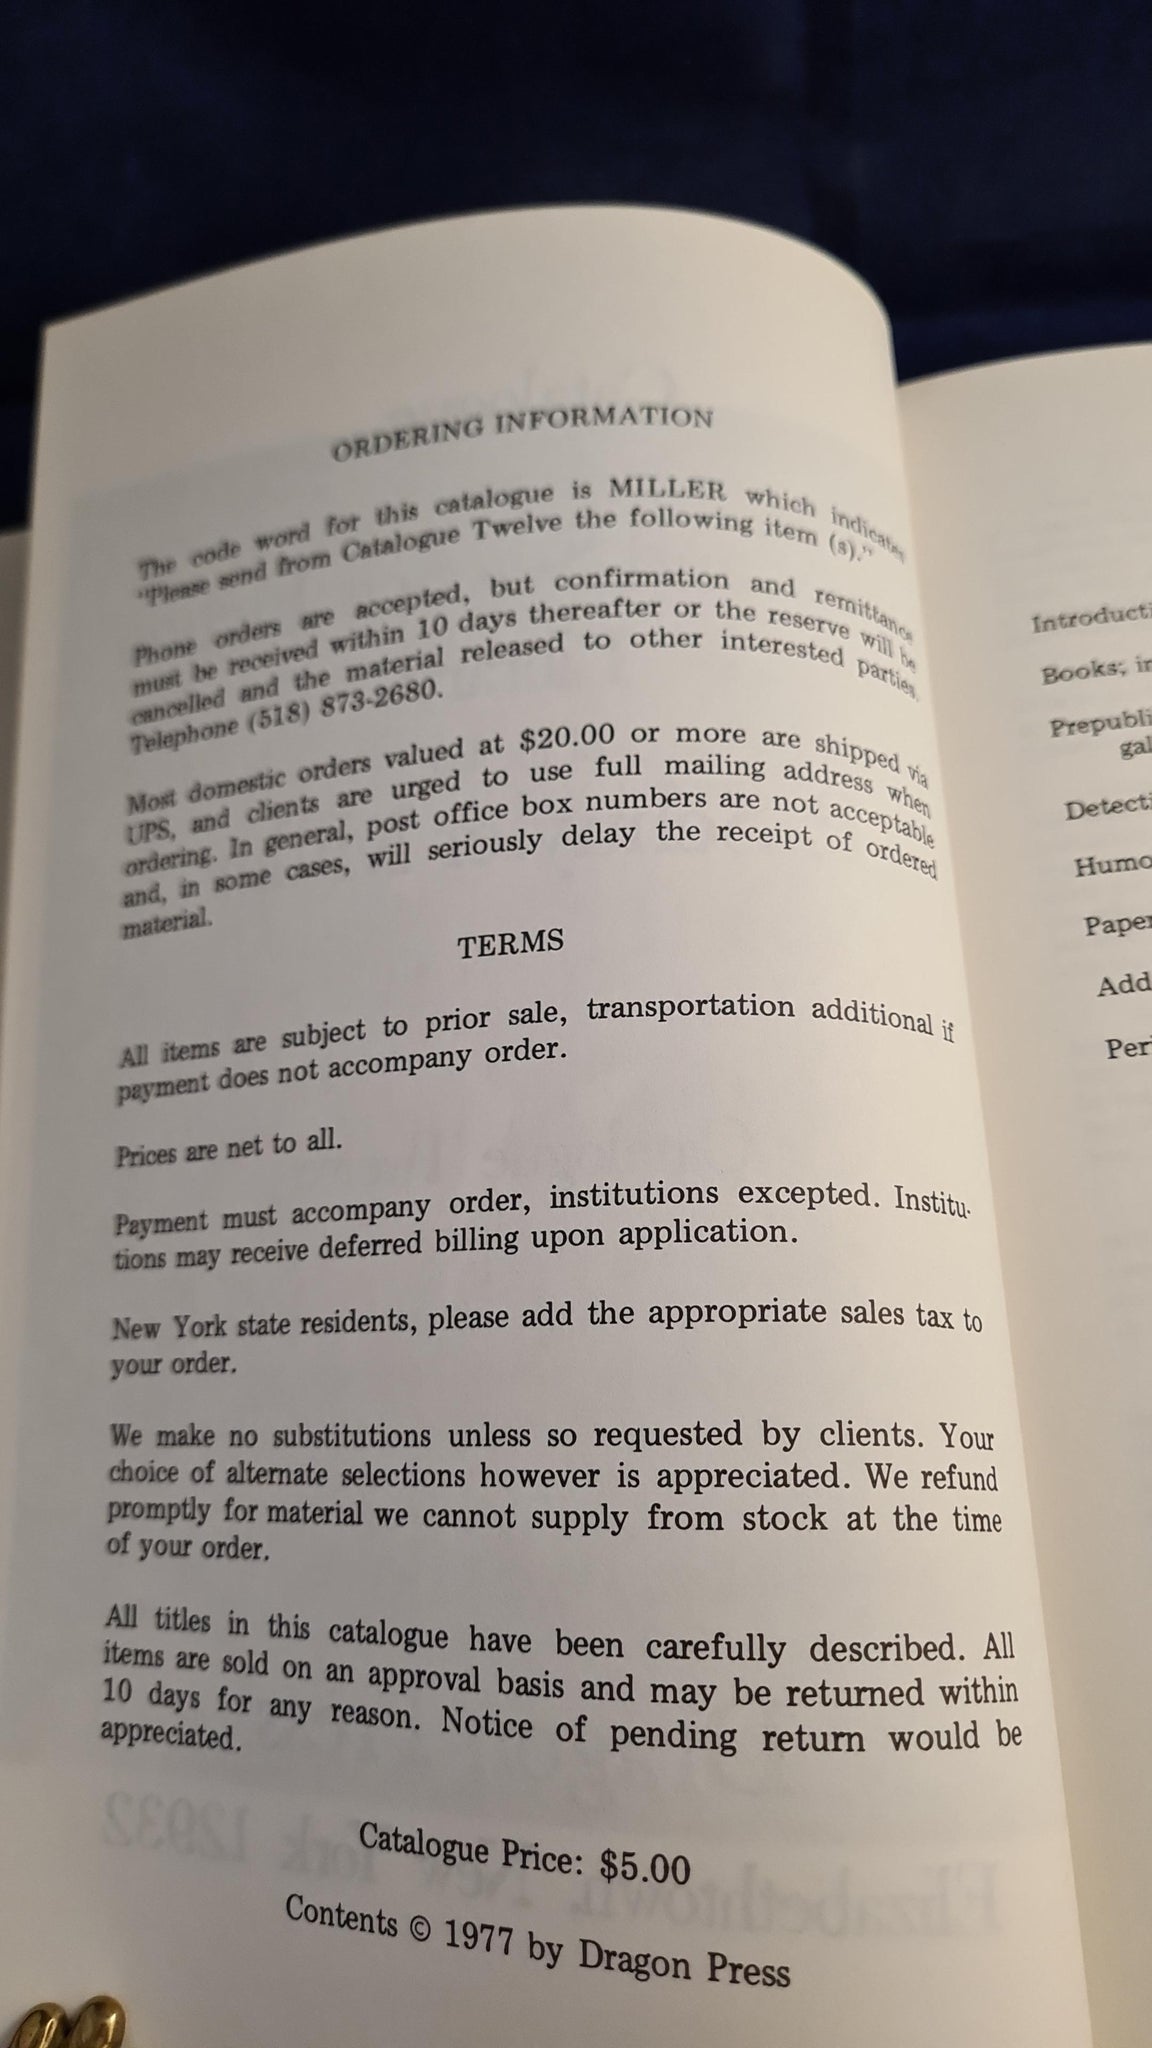 ORDERING INFORMATION
The code word for this catalogue is MILLER which indicates
"Please send from Catalogue Twelve the following item (s)."
Phone orders are accepted, but confirmation and remittance
must be received within 10 days thereafter or the reserve will be
cancelled and the material released to other interested parties.
Telephone (518) 873-2680.
Most domestic orders valued at $20.00 or more are shipped via
UPS, and clients are urged to use full mailing address when
ordering. In general, post office box numbers are not acceptable
and, in some cases, will seriously delay the receipt of ordered
material.
TERMS
All items are subject to prior sale, transportation additional if
payment does not accompany order.
Prices are net to all.
Payment must accompany order, institutions excepted. Institu-
tions may receive deferred billing upon application.
New York state residents, please add the appropriate sales tax to
your order.
We make no substitutions unless so requested by clients. Your
choice of alternate selections however is appreciated. We refund
promptly for material we cannot supply from stock at the time
of your order.
All titles in this catalogue have been carefully described. All
items are sold on an approval basis and may be returned within
10 days for any reason. Notice of pending return would be
appreciated.
Catalogue Price: $5.00
Contents © 1977 by Dragon Press
Introducti
Books; in
Prepubli
gal
Detecti
Humo
Paper
Add
Peri